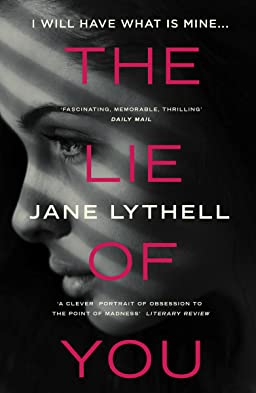 I WILL HAVE WHAT IS MINE...
THE
'FASCINATING, MEMORABLE, THRILLING'
DAILY MAIL
LIE
JANE LYTHELL
OF
'A CLEVER PORTRAIT OF OBSESSION TO
THE POINT OF MADNESS' LITERARY REVIEW
YOU